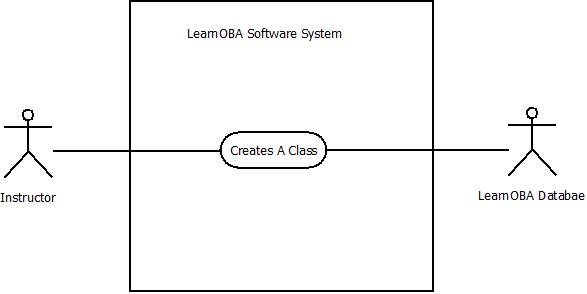 LearnOBA Software System
Creates A Class
Instructor
LearnOBA Databae